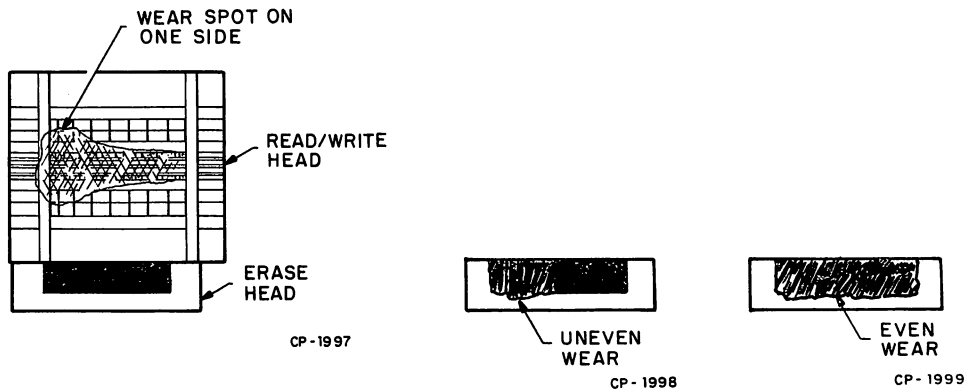 WEAR SPOT ON
ONE SIDE
READ/WRITE
HEAD
ERASE
HEAD
CP-1997
UNEVEN
WEAR
CP-1998
EVEN
WEAR
CP-1999